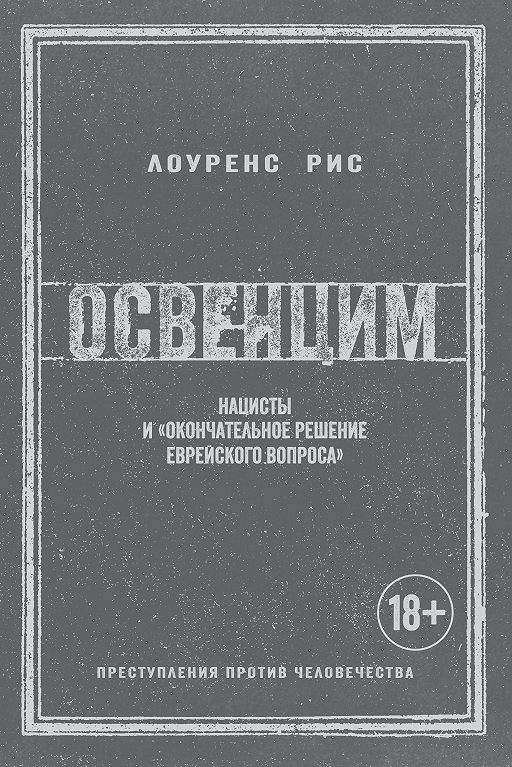 ЛОУРЕНС РИС
ОСВЕНЦИМ
НАЦИСТЫ
И «ОКОНЧАТЕЛЬНОЕ РЕШЕНИЕ
ЕВРЕЙСКОГО ВОПРОСА»
18+
ПРЕСТУПЛЕНИЯ ПРОТИВ ЧЕЛОВЕЧЕСТВА